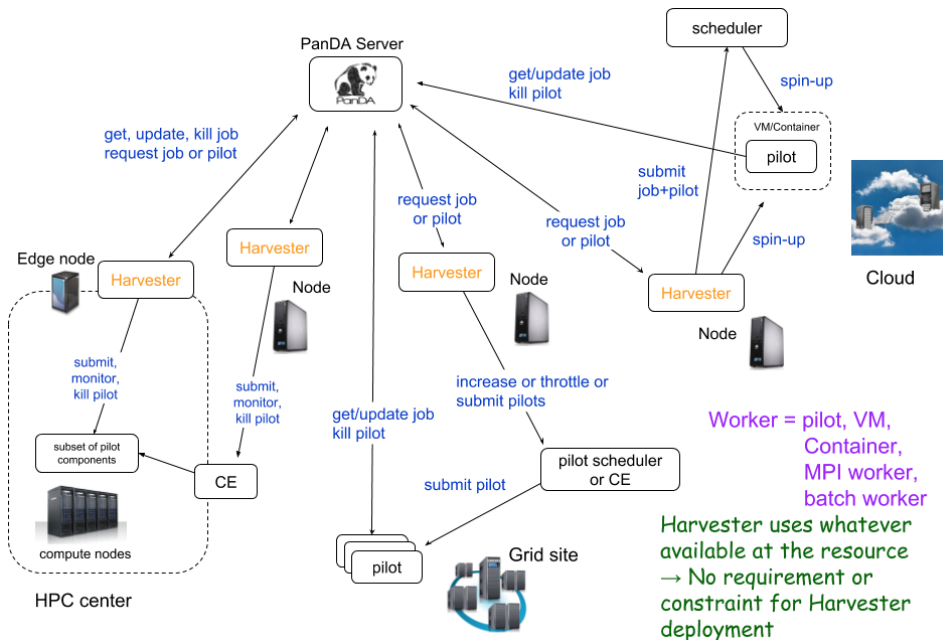 scheduler
PanDA Server
PanDA
get/update job
kill pilot
spin-up
VM/Container
pilot
get, update, kill job
request job or pilot
submit
job+pilot
request job
or pilot
request job
or pilot
spin-up
Cloud
Edge node
Harvester
Harvester
Node
Harvester
Node
Harvester
Node
submit,
monitor,
kill pilot
submit,
monitor,
kill pilot
increase or throttle or
submit pilots
get/update job
kill pilot
subset of pilot
components
CE
pilot scheduler
or CE
submit pilot
compute nodes
pilot
Grid site
HPC center
Worker = pilot, VM,
Container,
MPI worker,
batch worker
Harvester uses whatever
available at the resource
→ No requirement or
constraint for Harvester
deployment